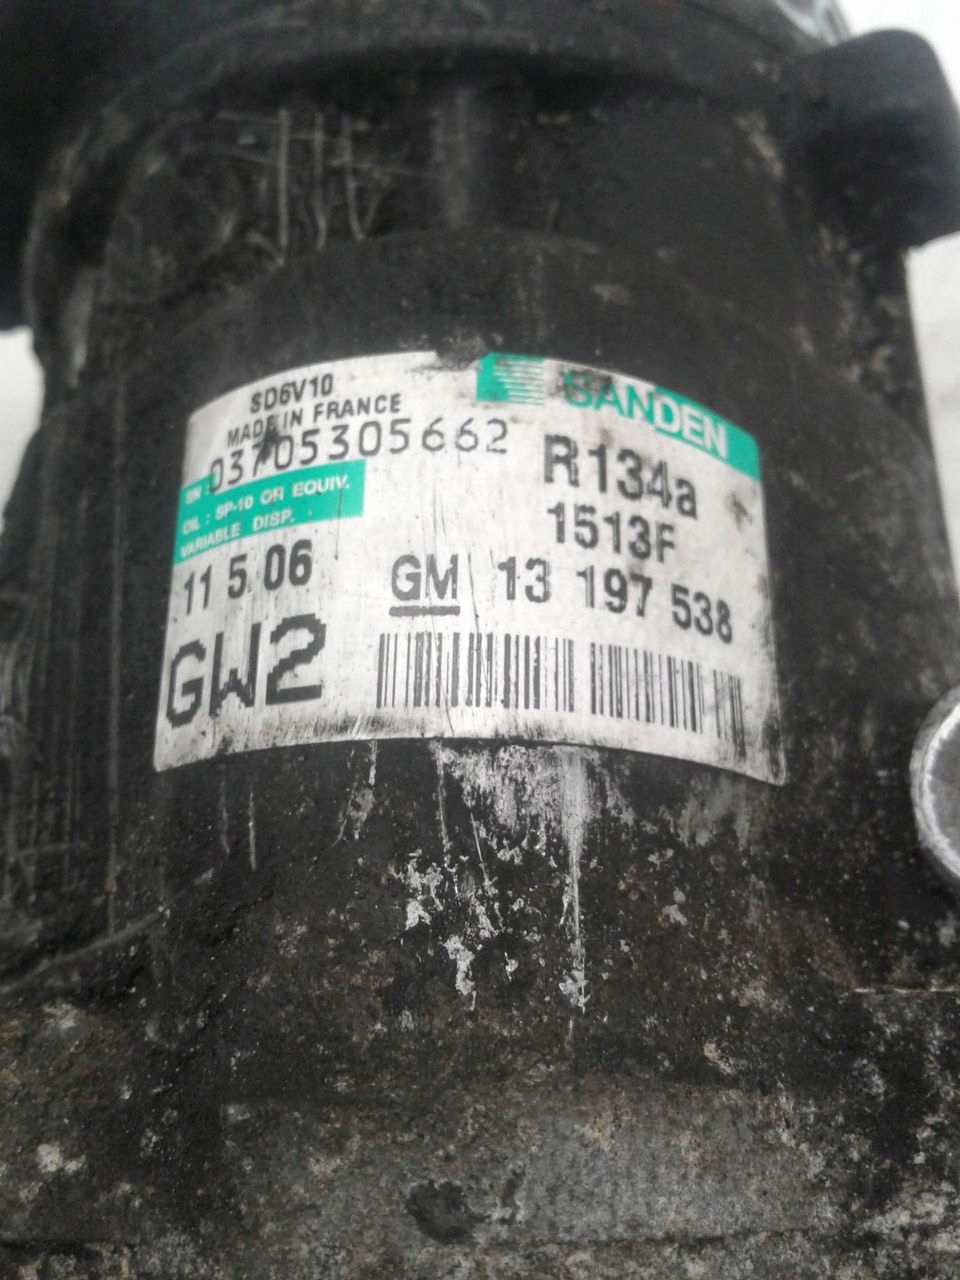 SD6V10
MADE IN FRANCE
SN : 03705305662
OIL : SP-10 OR EQUIV.
VARIABLE DISP.
11 5 06
GW2
SANDEN
R134a
1513F
GM 13 197 538